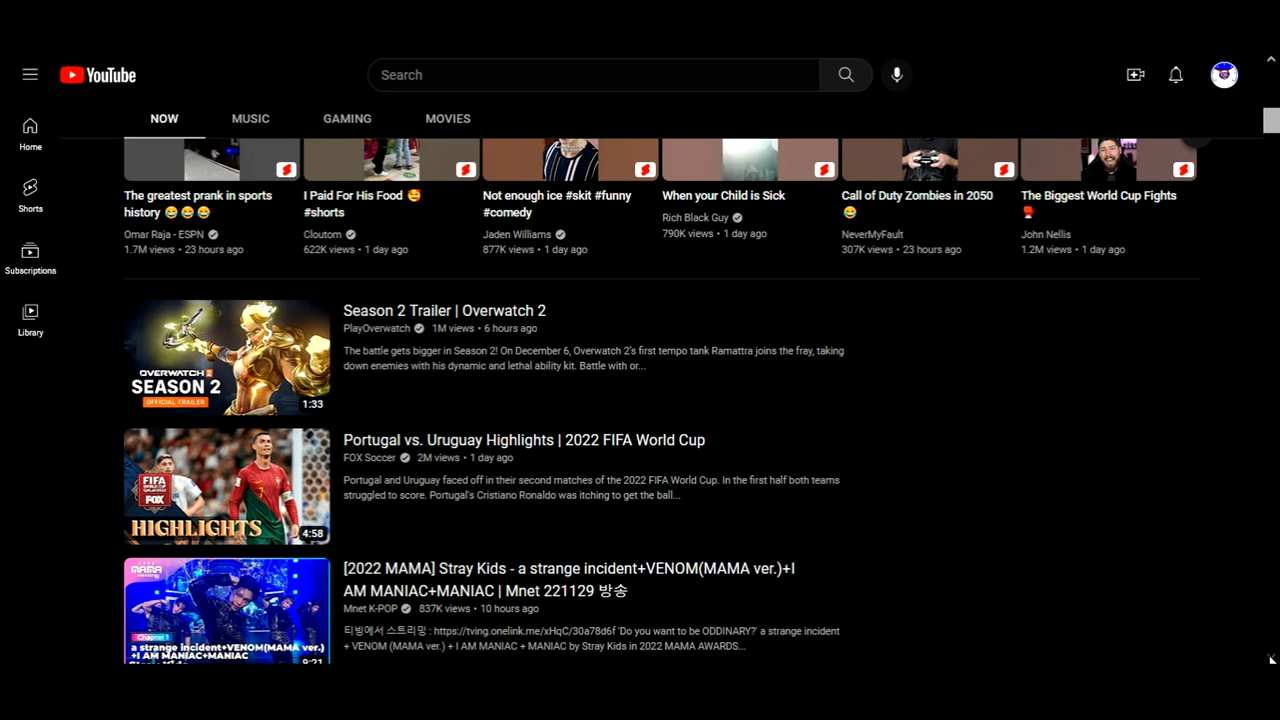 YouTube
Search
NOW MUSIC GAMING MOVIES
Home
Shorts
Subscriptions
Library
The greatest prank in sports
history 😂 😂 😂
Omar Raja - ESPN
1.7M views • 23 hours ago
I Paid For His Food 🥰
#shorts
Cloutom
622K views • 1 day ago
Not enough ice #skit #funny
#comedy
Jaden Williams
877K views • 1 day ago
When your Child is Sick
Rich Black Guy
790K views • 1 day ago
Call of Duty Zombies in 2050
😂
NeverMyFault
307K views • 23 hours ago
The Biggest World Cup Fights
🥊
John Nellis
1.2M views • 1 day ago
OVERWATCH 2
SEASON 2
OFFICIAL TRAILER
1:33
Season 2 Trailer | Overwatch 2
PlayOverwatch 1M views • 6 hours ago
The battle gets bigger in Season 2! On December 6, Overwatch 2's first tempo tank Ramattra joins the fray, taking
down enemies with his dynamic and lethal ability kit. Battle with or...
FIFA
WORLD CUP
FOX
HIGHLIGHTS
4:58
Portugal vs. Uruguay Highlights | 2022 FIFA World Cup
FOX Soccer 2M views • 1 day ago
Portugal and Uruguay faced off in their second matches of the 2022 FIFA World Cup. In the first half both teams
struggled to score. Portugal's Cristiano Ronaldo was itching to get the ball...
MAMA
Chapter 1
a strange incident+VENOM(MAMA ver.)
+I AM MANIAC+MANIAC
Stray Kids
9:21
[2022 MAMA] Stray Kids - a strange incident+VENOM(MAMA ver.)+I
AM MANIAC+MANIAC | Mnet 221129 방송
Mnet K-POP 837K views • 10 hours ago
티빙에서 스트리밍 : https://tving.onelink.me/xHqC/30a78d6f 'Do you want to be ODDINARY?' a strange incident
+ VENOM (MAMA ver.) + I AM MANIAC + MANIAC by Stray Kids in 2022 MAMA AWARDS...